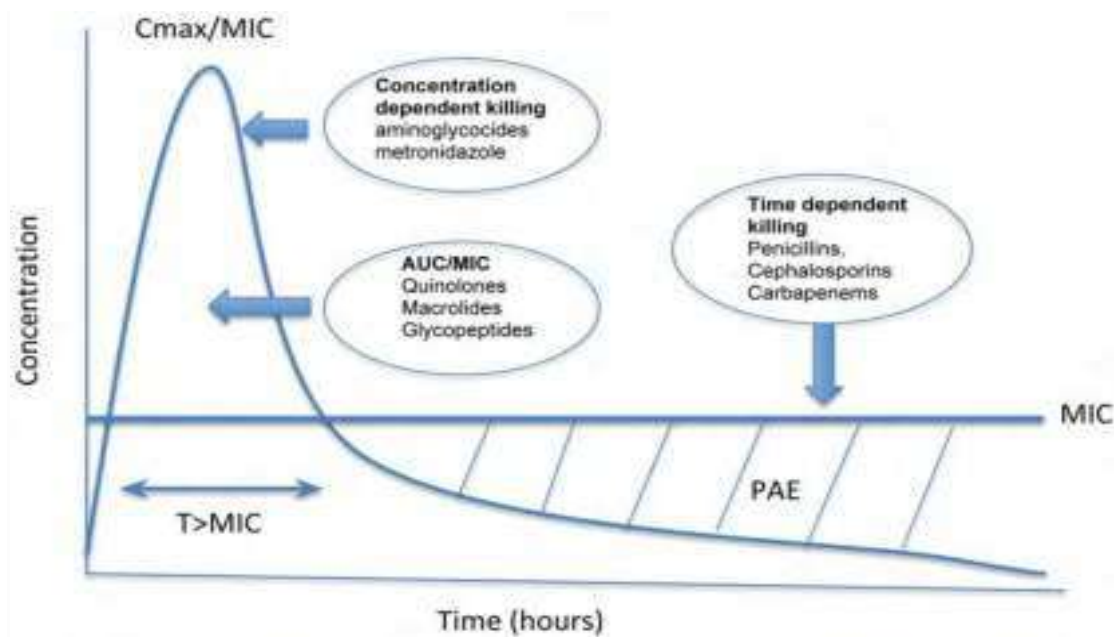 Cmax/MIC
Concentration
dependent killing
aminoglycocides
metronidazole
Time dependent
killing
Penicillins,
Cephalosporins
Carbapenems
AUC/MIC
Quinolones
Macrolides
Glycopeptides
Concentration
MIC
PAE
T>MIC
Time (hours)